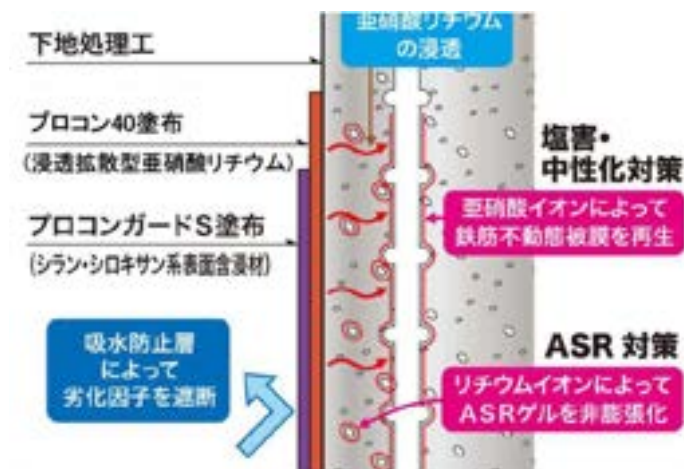 亜硝酸リチウム
の浸透
下地処理工
プロコン40塗布
(浸透拡散型亜硝酸リチウム)
プロコンガードS塗布
(シラン・シロキサン系表面含浸材)
吸水防止層
によって
劣化因子を遮断
塩害・
中性化対策
亜硝酸イオンによって
鉄筋不動態被膜を再生
ASR 対策
リチウムイオンによって
ASRゲルを非膨張化